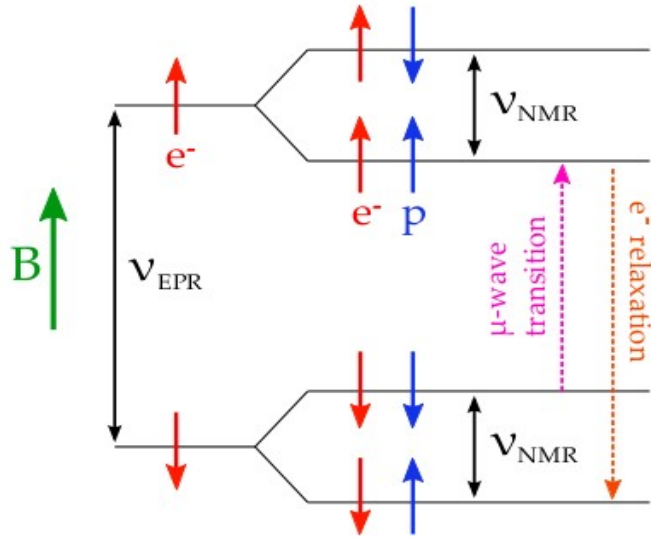 e⁻
ν_NMR
e⁻ p
B
ν_EPR
μ-wave
transition
e⁻ relaxation
ν_NMR